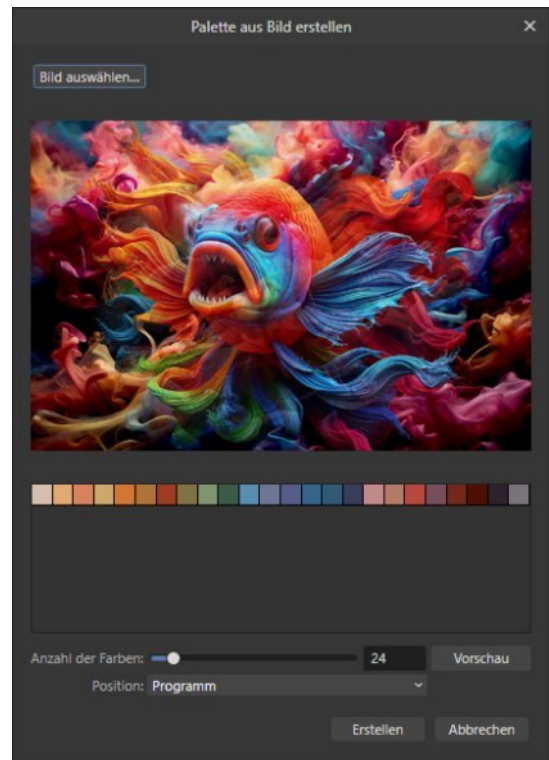 Palette aus Bild erstellen
Bild auswählen...
Anzahl der Farben: 24 Vorschau
Position: Programm
Erstellen Abbrechen